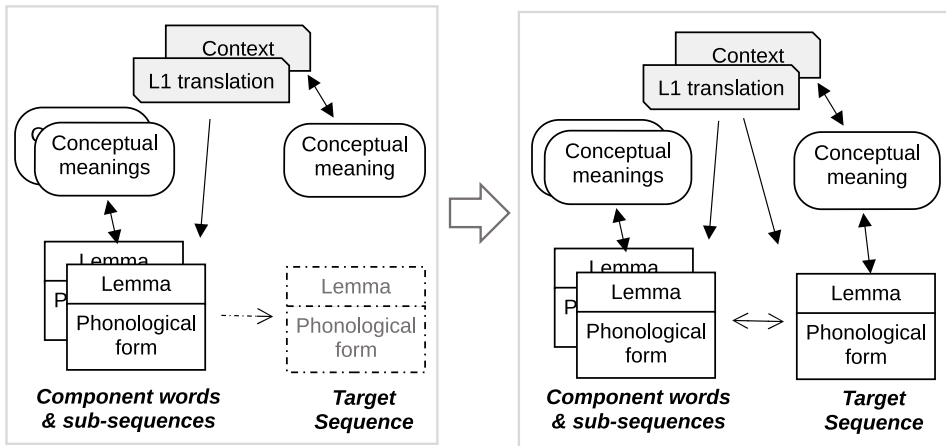 Context
L1 translation
C
Conceptual
meanings
Conceptual
meaning
Lemma
P
Lemma
Phonological
form
Lemma
Phonological
form
Component words
& sub-sequences
Target
Sequence
Context
L1 translation
Conceptual
meanings
Conceptual
meaning
Lemma
P
Lemma
Phonological
form
Lemma
Phonological
form
Component words
& sub-sequences
Target
Sequence